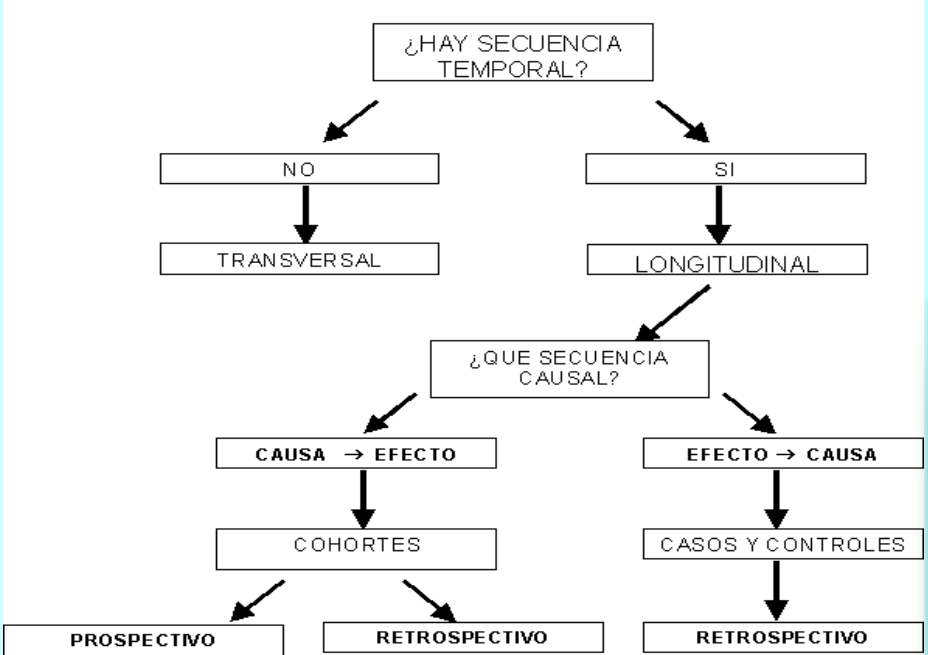 ¿HAY SECUENCIA
TEMPORAL?
NO
SI
TRANSVERSAL
LONGITUDINAL
¿QUE SECUENCIA
CAUSAL?
CAUSA → EFECTO
EFECTO → CAUSA
COHORTES
CASOS Y CONTROLES
PROSPECTIVO
RETROSPECTIVO
RETROSPECTIVO